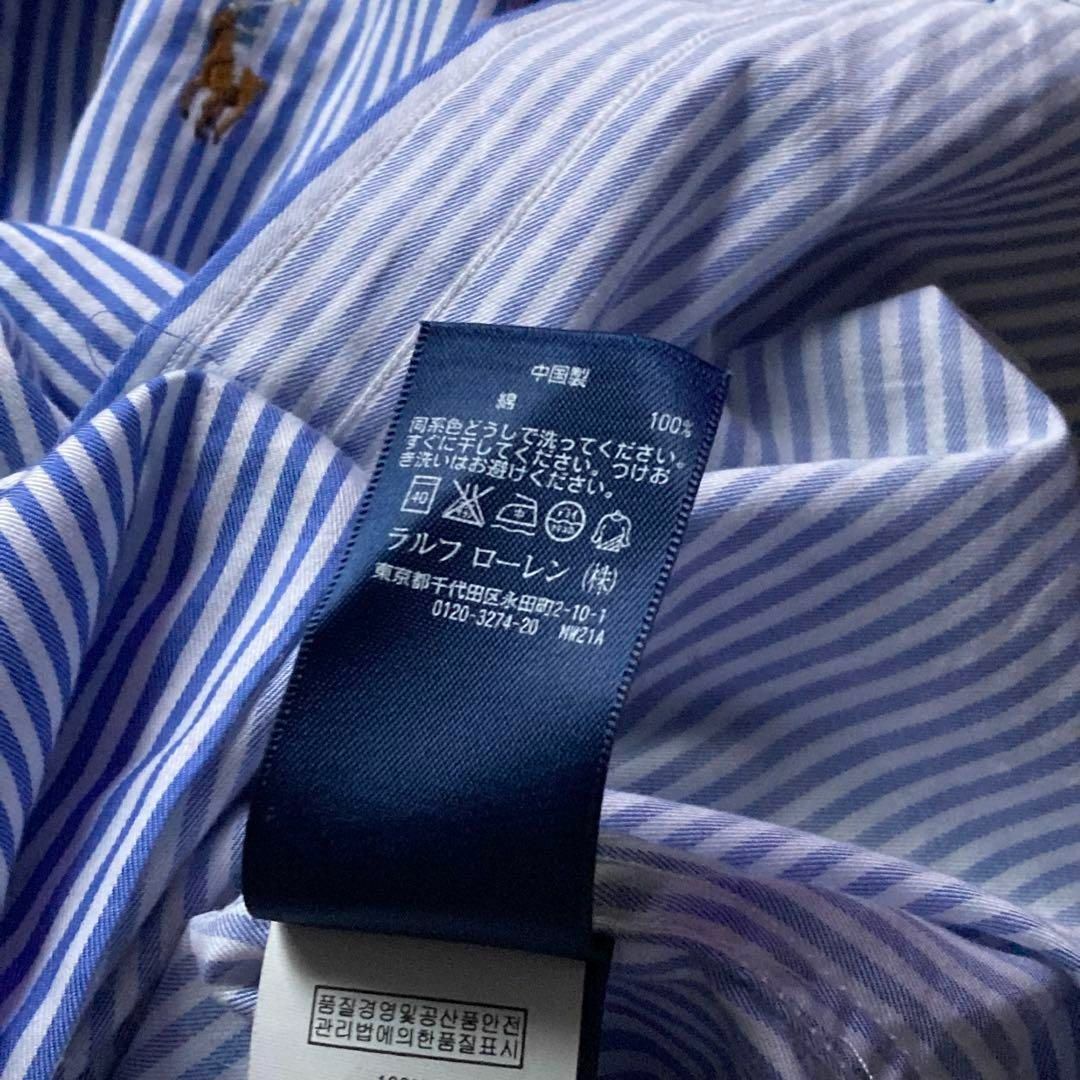 中国製
綿 100%
同系色どうしで洗ってください。
すぐに干してください。つけお
き洗いはお避けください。
40
ラルフ ローレン (株)
東京都千代田区永田町2-10-1
0120-3274-20 NW21A
품질경영및공산품안전
관리법에의한품질표시